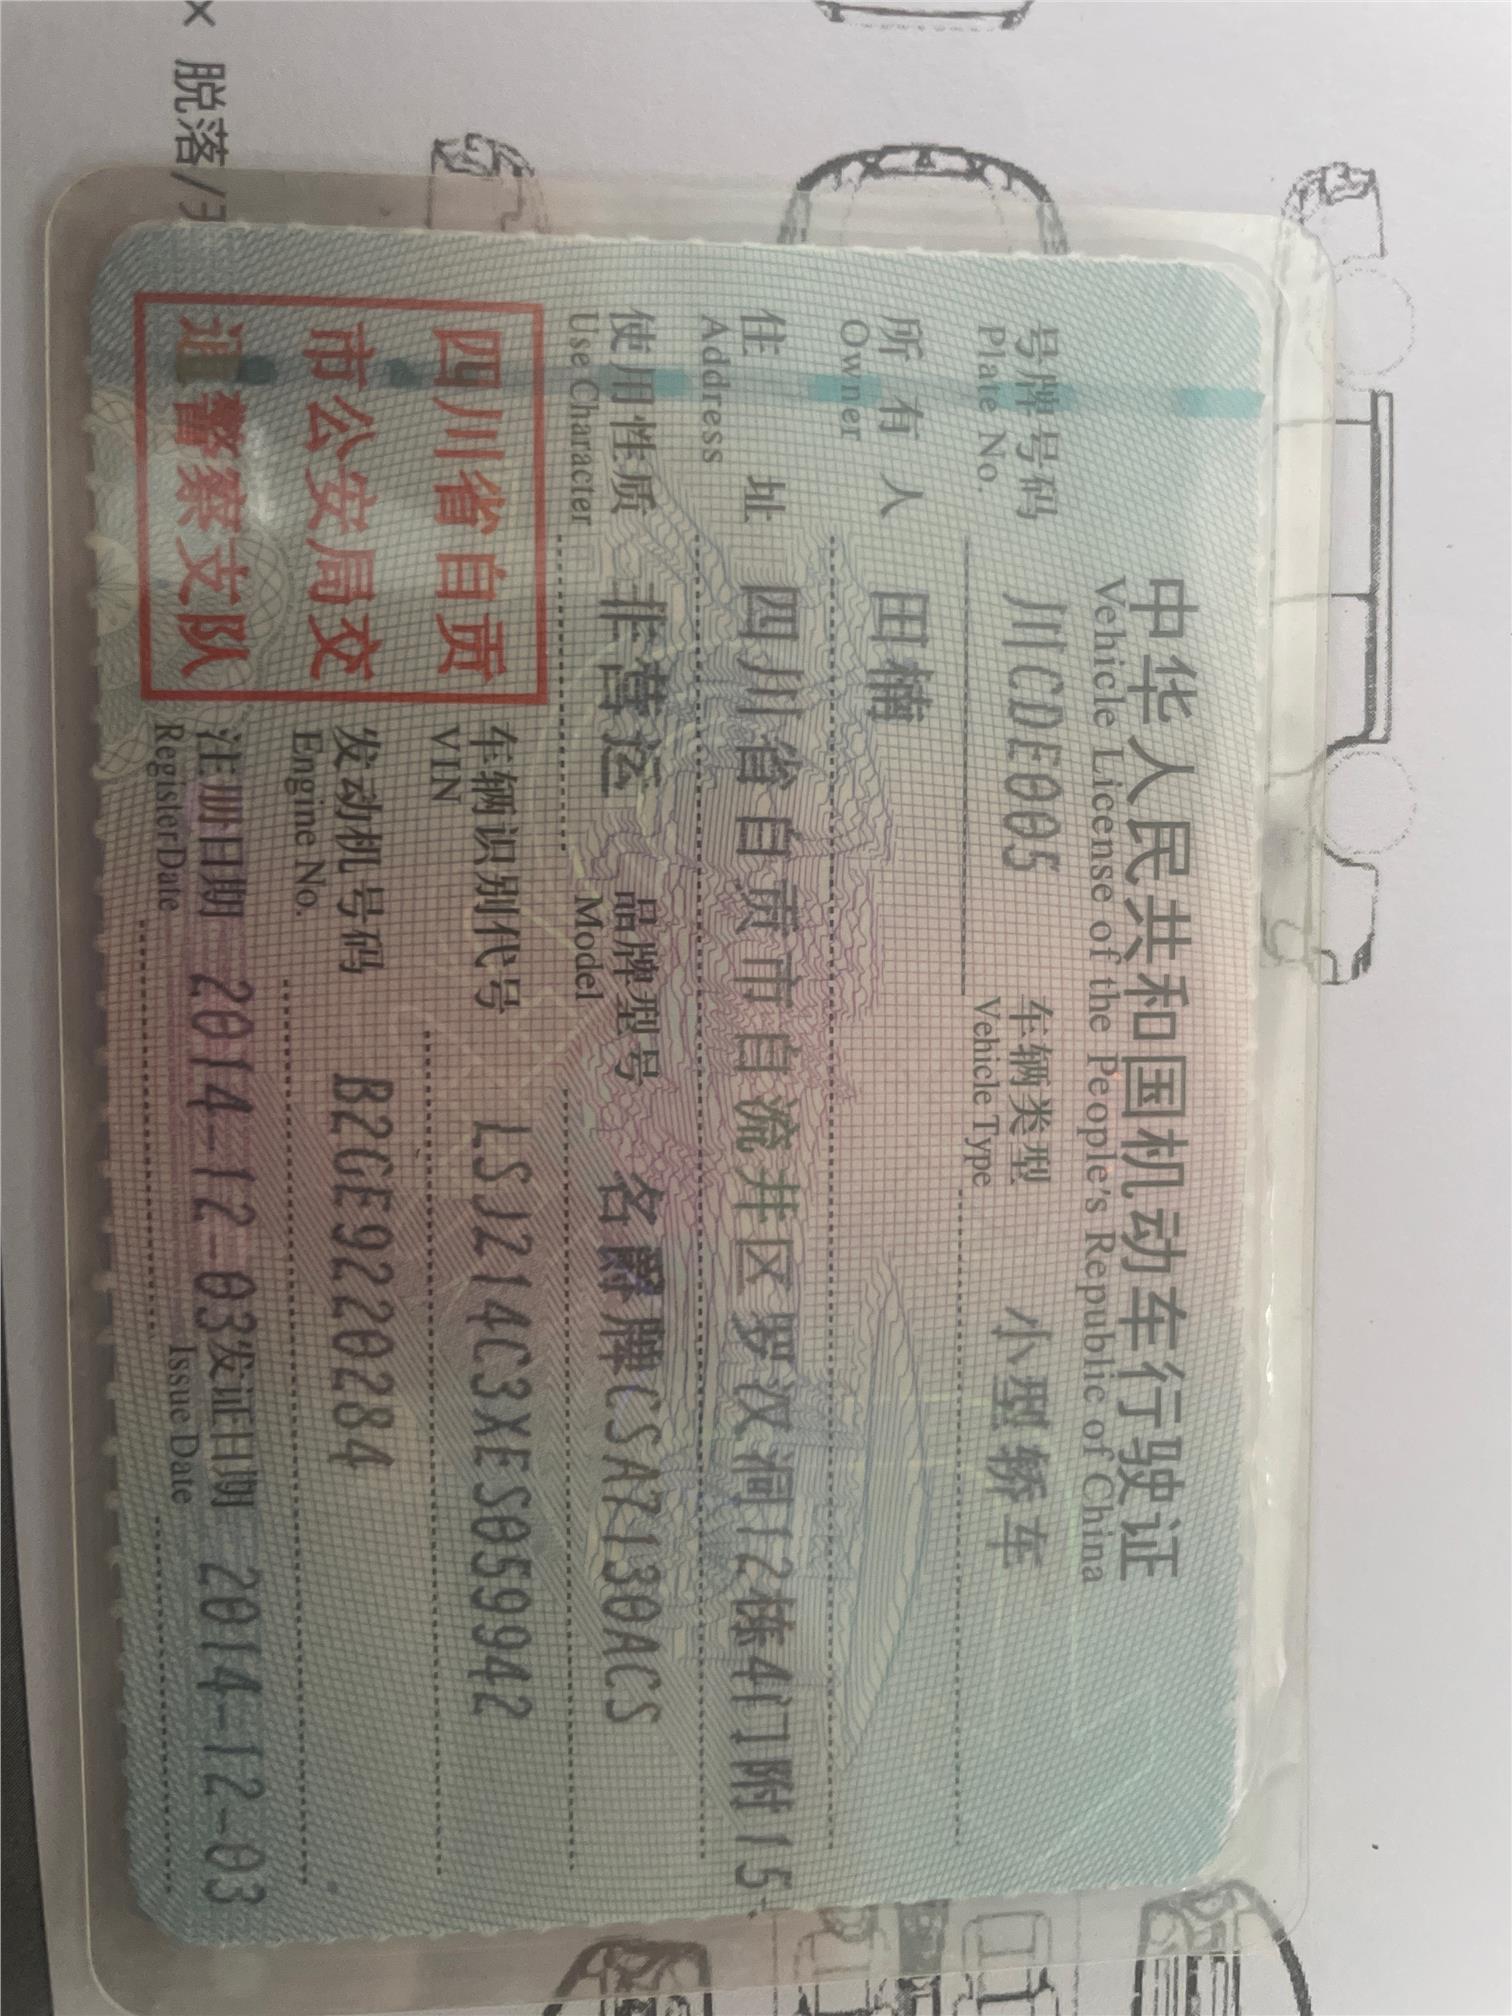 脱落
中华人民共和国机动车行驶证
Vehicle License of the People's Republic of China
号牌号码 川CDE005 车辆类型 小型轿车
Plate No. Vehicle Type
所有人 田楠
Owner
住址 四川省自贡市自流井区罗次洞12栋4门附15
Address
使用性质 非营运 品牌型号 名爵牌CSA7130ACS
Use Character Model
四川省自贡
市公安局交
通警察支队
车辆识别代号 LSJZ14C3XES059942
VIN
发动机号码 B2GE9220284
Engine No.
注册日期 2014-12-03 发证日期 2014-12-03
Register Date Issue Date